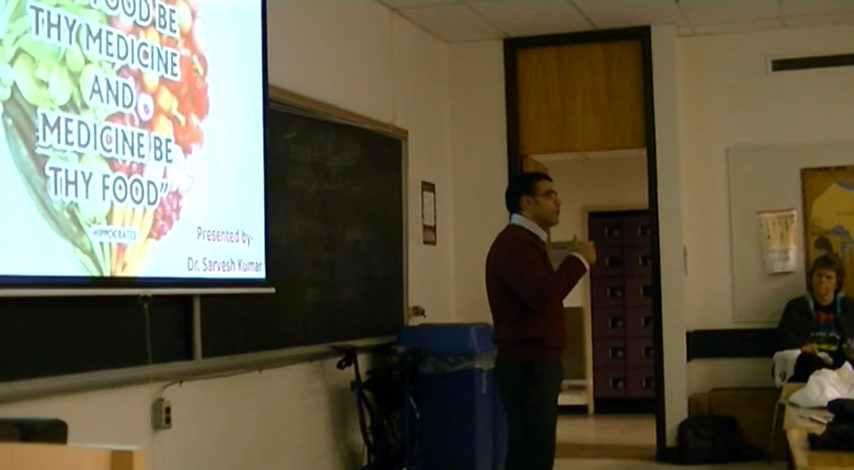 FOOD BE
THY MEDICINE
AND
MEDICINE BE
THY FOOD”
HIPPOCRATES
Presented by-
Dr. Sarvesh Kumar